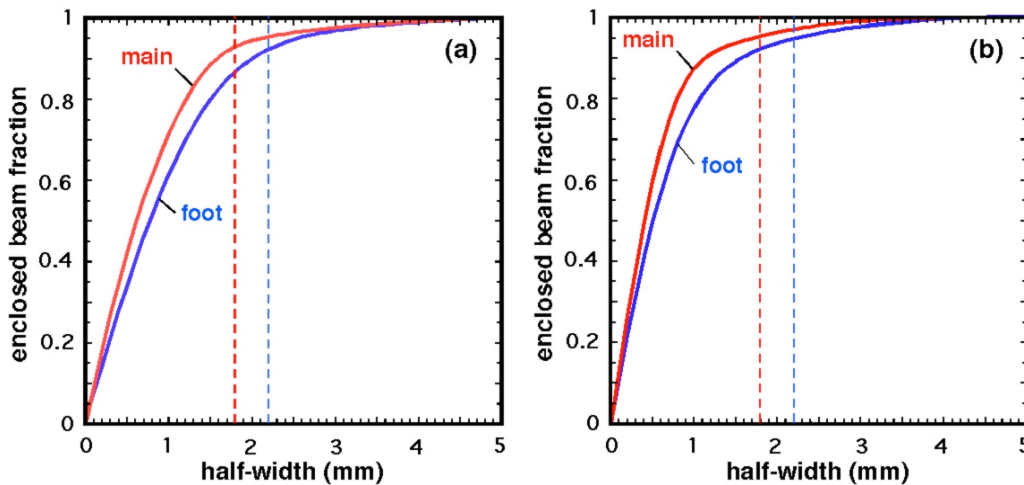 1
0.8
0.6
0.4
0.2
0
enclosed beam fraction
main
foot
(a)
0 1 2 3 4 5
half-width (mm)
1
0.8
0.6
0.4
0.2
0
enclosed beam fraction
main
foot
(b)
0 1 2 3 4 5
half-width (mm)